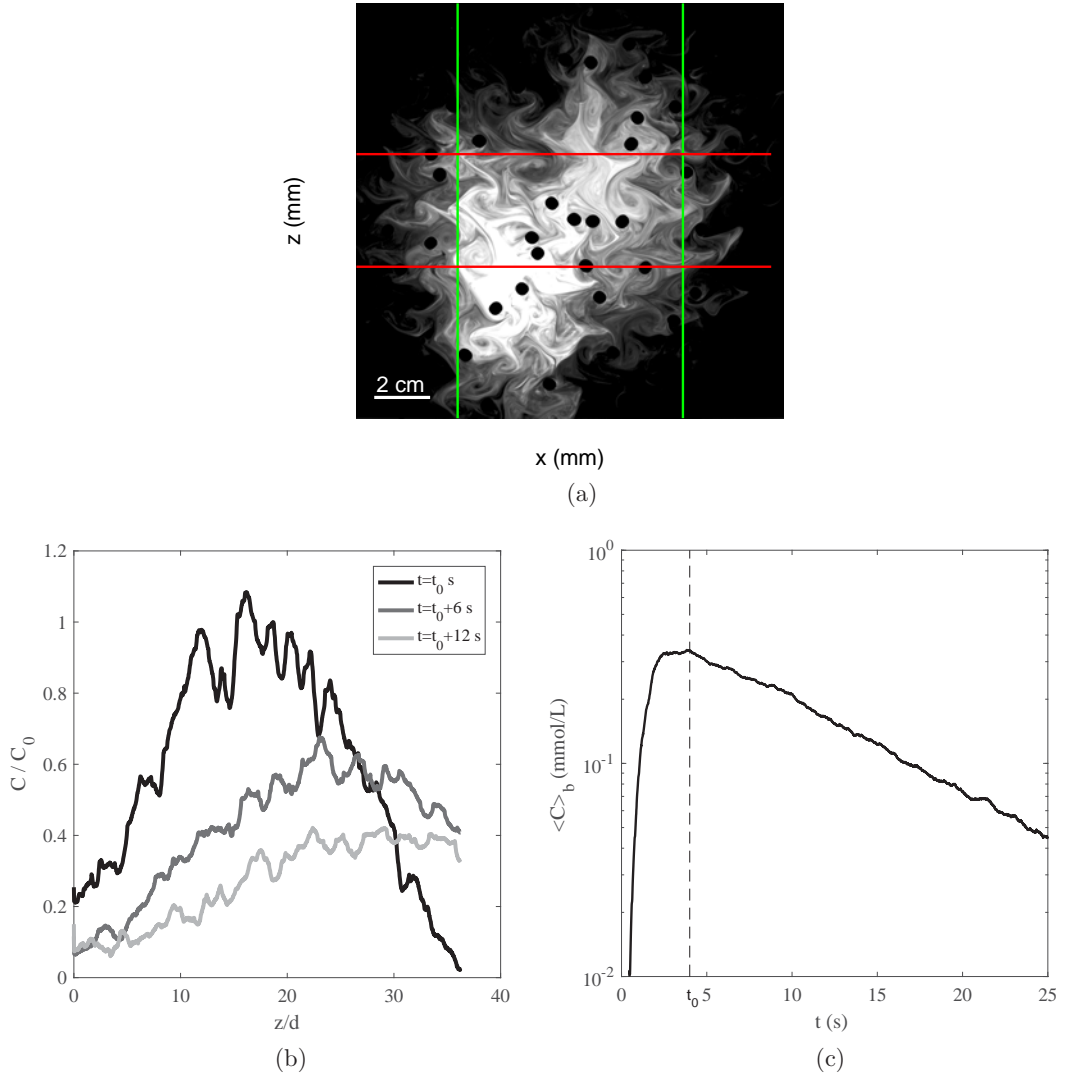 z (mm)
2 cm
x (mm)
(a)
1.2
1
0.8
0.6
0.4
0.2
0
C / C0
t=t0 s
t=t0+6 s
t=t0+12 s
0 10 20 30 40
z/d
(b)
10^0
10^-1
10^-2
<C>b (mmol/L)
0 t0 5 10 15 20 25
t (s)
(c)